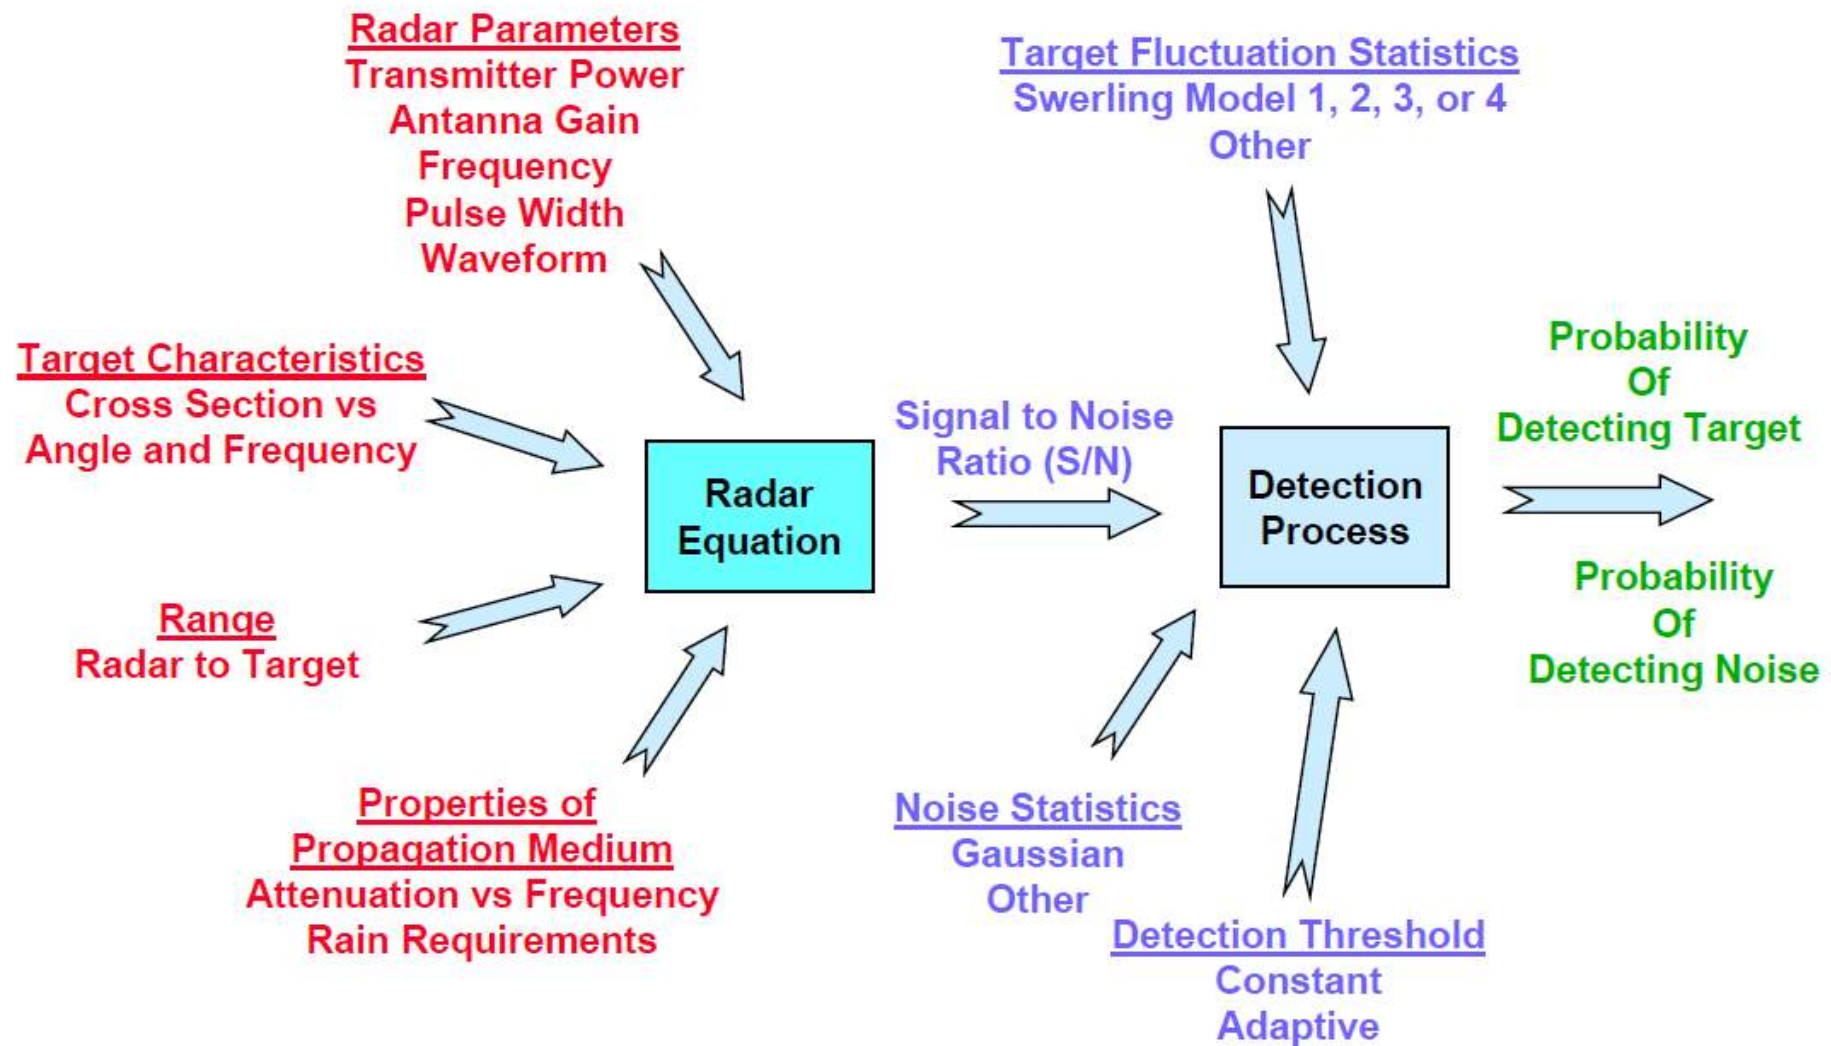 Radar Parameters
Transmitter Power
Antanna Gain
Frequency
Pulse Width
Waveform
Target Characteristics
Cross Section vs
Angle and Frequency
Range
Radar to Target
Properties of
Propagation Medium
Attenuation vs Frequency
Rain Requirements
Radar
Equation
Signal to Noise
Ratio (S/N)
Target Fluctuation Statistics
Swerling Model 1, 2, 3, or 4
Other
Detection
Process
Noise Statistics
Gaussian
Other
Detection Threshold
Constant
Adaptive
Probability
Of
Detecting Target
Probability
Of
Detecting Noise